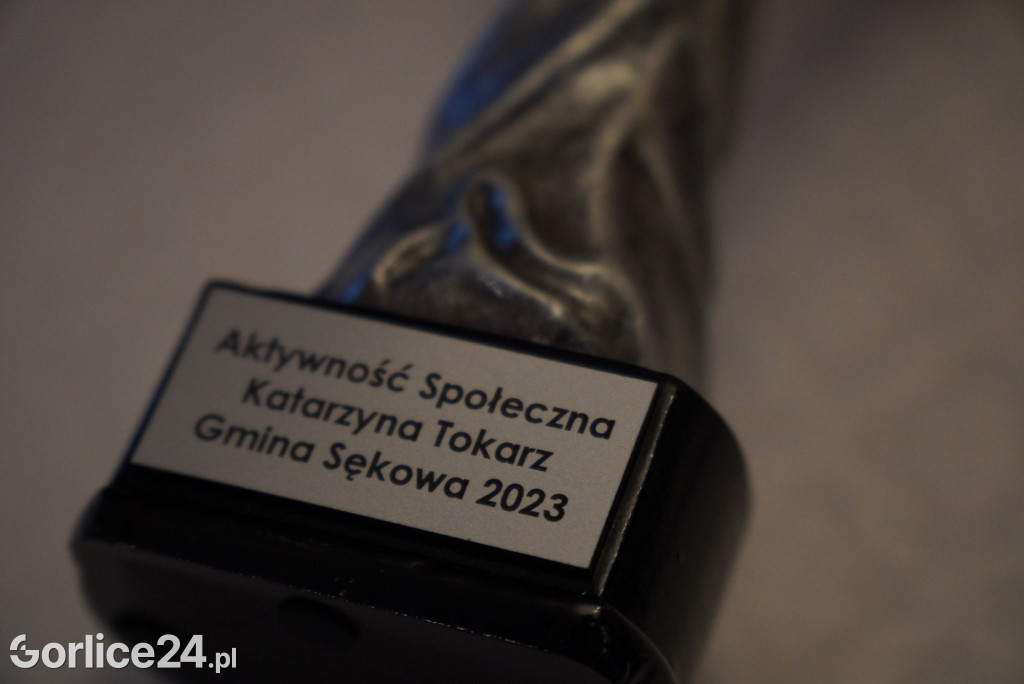 Aktywność Społeczna
Katarzyna Tokarz
Gmina Sękowa 2023
Gorlice24.pl